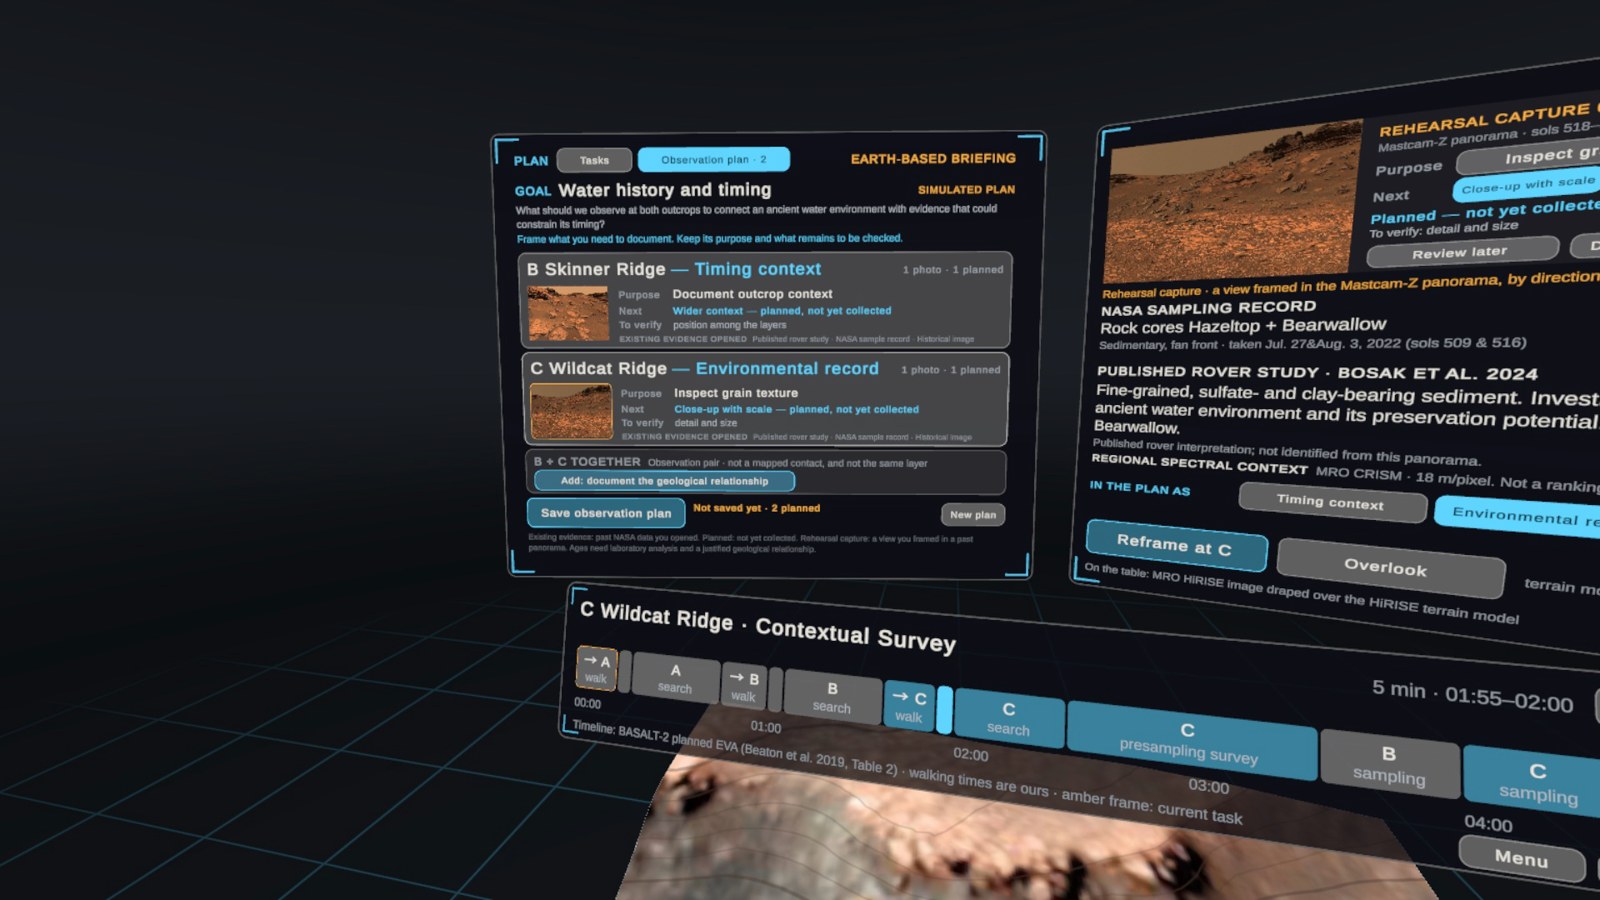 PLAN Tasks Observation plan · 2 EARTH-BASED BRIEFING
GOAL Water history and timing SIMULATED PLAN
What should we observe at both outcrops to connect an ancient water environment with evidence that could
constrain its timing?
Frame what you need to document. Keep its purpose and what remains to be checked.
B Skinner Ridge — Timing context 1 photo · 1 planned
Purpose Document outcrop context
Next Wider context — planned, not yet collected
To verify position among the layers
EXISTING EVIDENCE OPENED Published rover study · NASA sample record · Historical image
C Wildcat Ridge — Environmental record 1 photo · 1 planned
Purpose Inspect grain texture
Next Close-up with scale — planned, not yet collected
To verify detail and size
EXISTING EVIDENCE OPENED Published rover study · NASA sample record · Historical image
B + C TOGETHER Observation pair · not a mapped contact, and not the same layer
Add: document the geological relationship
Save observation plan Not saved yet · 2 planned New plan
Existing evidence: past NASA data you opened. Planned: not yet collected. Rehearsal capture: a view you framed in a past
panorama. Ages need laboratory analysis and a justified geological relationship.
REHEARSAL CAPTURE
Mastcam-Z panorama · sols 518–
Purpose Inspect gr
Next Close-up with scale
Planned — not yet collecte
To verify: detail and size
Review later
Rehearsal capture · a view framed in the Mastcam-Z panorama, by direction
NASA SAMPLING RECORD
Rock cores Hazeltop + Bearwallow
Sedimentary, fan front · taken Jul. 27&Aug. 3, 2022 (sols 509 & 516)
PUBLISHED ROVER STUDY · BOSAK ET AL. 2024
Fine-grained, sulfate- and clay-bearing sediment. Invest
ancient water environment and its preservation potential
Bearwallow.
Published rover interpretation; not identified from this panorama.
REGIONAL SPECTRAL CONTEXT MRO CRISM · 18 m/pixel. Not a ranking
IN THE PLAN AS Timing context Environmental re
Reframe at C Overlook terrain mo
On the table: MRO HiRISE image draped over the HiRISE terrain model
C Wildcat Ridge · Contextual Survey
5 min · 01:55–02:00
→ A walk
A search
→ B walk
B search
→ C walk
C search
C presampling survey
B sampling
C sampling
00:00 01:00 02:00 03:00 04:00
Timeline: BASALT-2 planned EVA (Beaton et al. 2019, Table 2) · walking times are ours · amber frame: current task
Menu